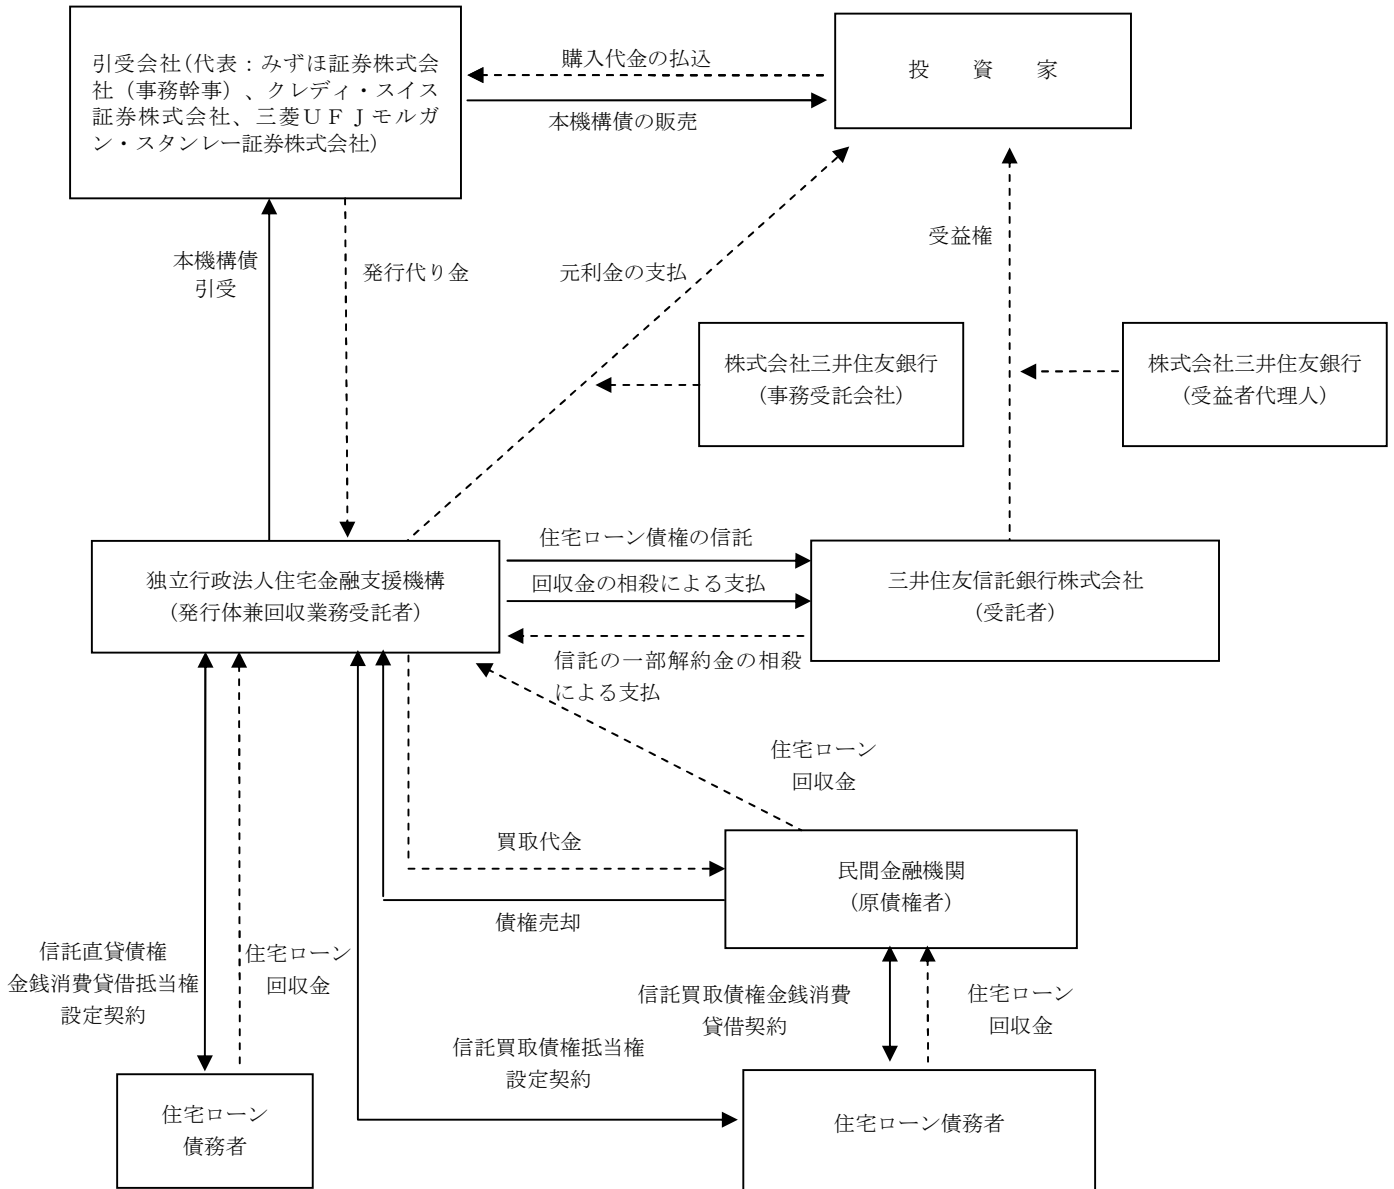 引受会社(代表：みずほ証券株式会
社（事務幹事）、クレディ・スイス
証券株式会社、三菱ＵＦＪモルガ
ン・スタンレー証券株式会社)
購入代金の払込
本機構債の販売
投　資　家
本機構債
引受
発行代り金
元利金の支払
受益権
株式会社三井住友銀行
（事務受託会社）
株式会社三井住友銀行
（受益者代理人）
独立行政法人住宅金融支援機構
（発行体兼回収業務受託者）
住宅ローン債権の信託
回収金の相殺による支払
信託の一部解約金の相殺
による支払
三井住友信託銀行株式会社
（受託者）
住宅ローン
回収金
買取代金
債権売却
民間金融機関
（原債権者）
信託直貸債権
金銭消費貸借抵当権
設定契約
住宅ローン
回収金
信託買取債権金銭消費
貸借契約
住宅ローン
回収金
信託買取債権抵当権
設定契約
住宅ローン
債務者
住宅ローン債務者